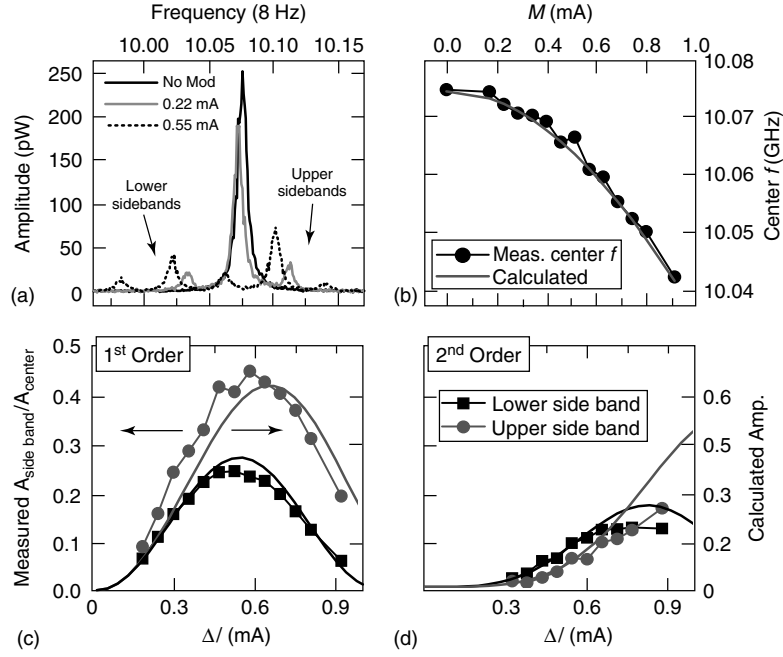 Frequency (8 Hz)
10.00 10.05 10.10 10.15
250
200
150
100
50
0
Amplitude (pW)
No Mod
0.22 mA
0.55 mA
Lower
sidebands
Upper
sidebands
(a)
M (mA)
0.0 0.2 0.4 0.6 0.8 1.0
10.08
10.07
10.06
10.05
10.04
Center f (GHz)
Meas. center f
Calculated
(b)
0.5
0.4
0.3
0.2
0.1
0.0
Measured A_side band/A_center
1st Order
0 0.3 0.6 0.9
ΔI (mA)
(c)
2nd Order
Lower side band
Upper side band
0.6
0.5
0.3
0.2
0
Calculated Amp.
0.3 0.6 0.9
ΔI (mA)
(d)